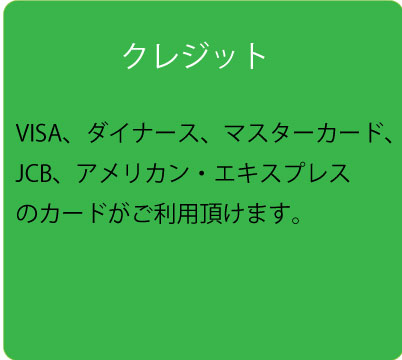 クレジット
VISA、ダイナース、マスターカード、
JCB、アメリカン・エキスプレス
のカードがご利用頂けます。